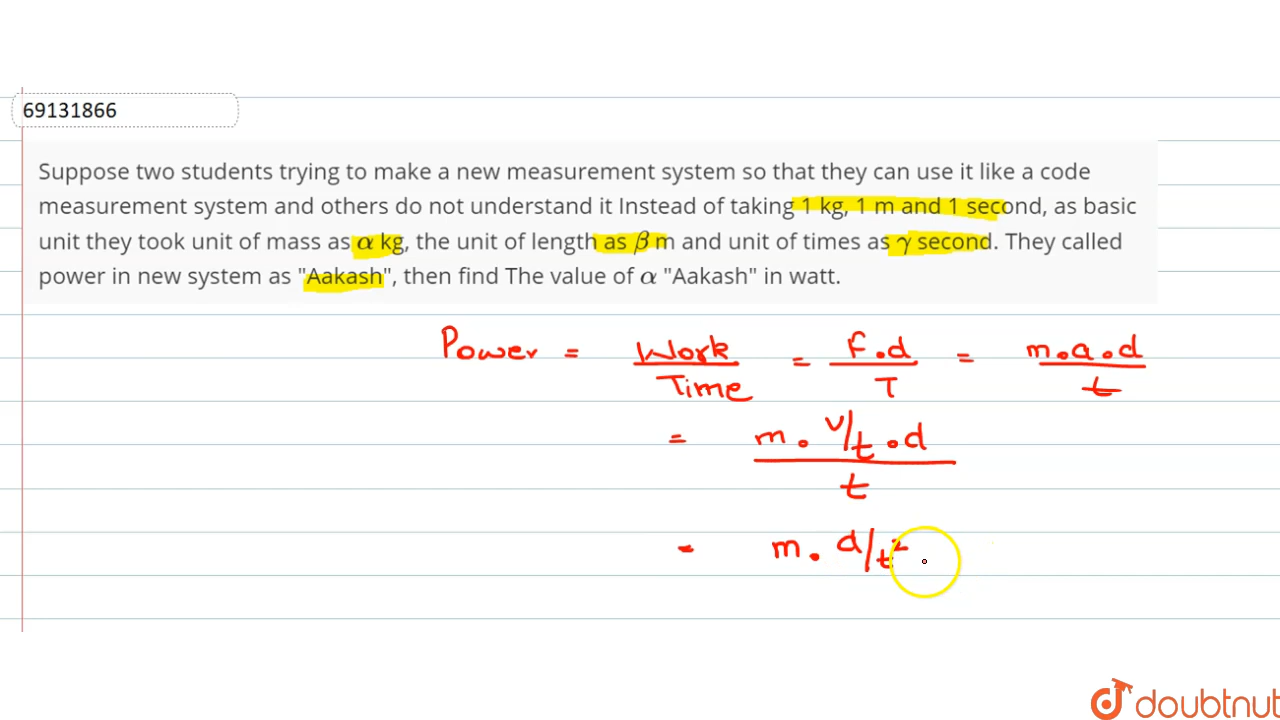 69131866
Suppose two students trying to make a new measurement system so that they can use it like a code
measurement system and others do not understand it Instead of taking 1 kg, 1 m and 1 second, as basic
unit they took unit of mass as α kg, the unit of length as β m and unit of times as γ second. They called
power in new system as "Aakash", then find The value of α "Aakash" in watt.
Power = Work/Time = F.d/T = m.a.d/t
= m. v/t .d/t
= m. d/t²
doubtnut